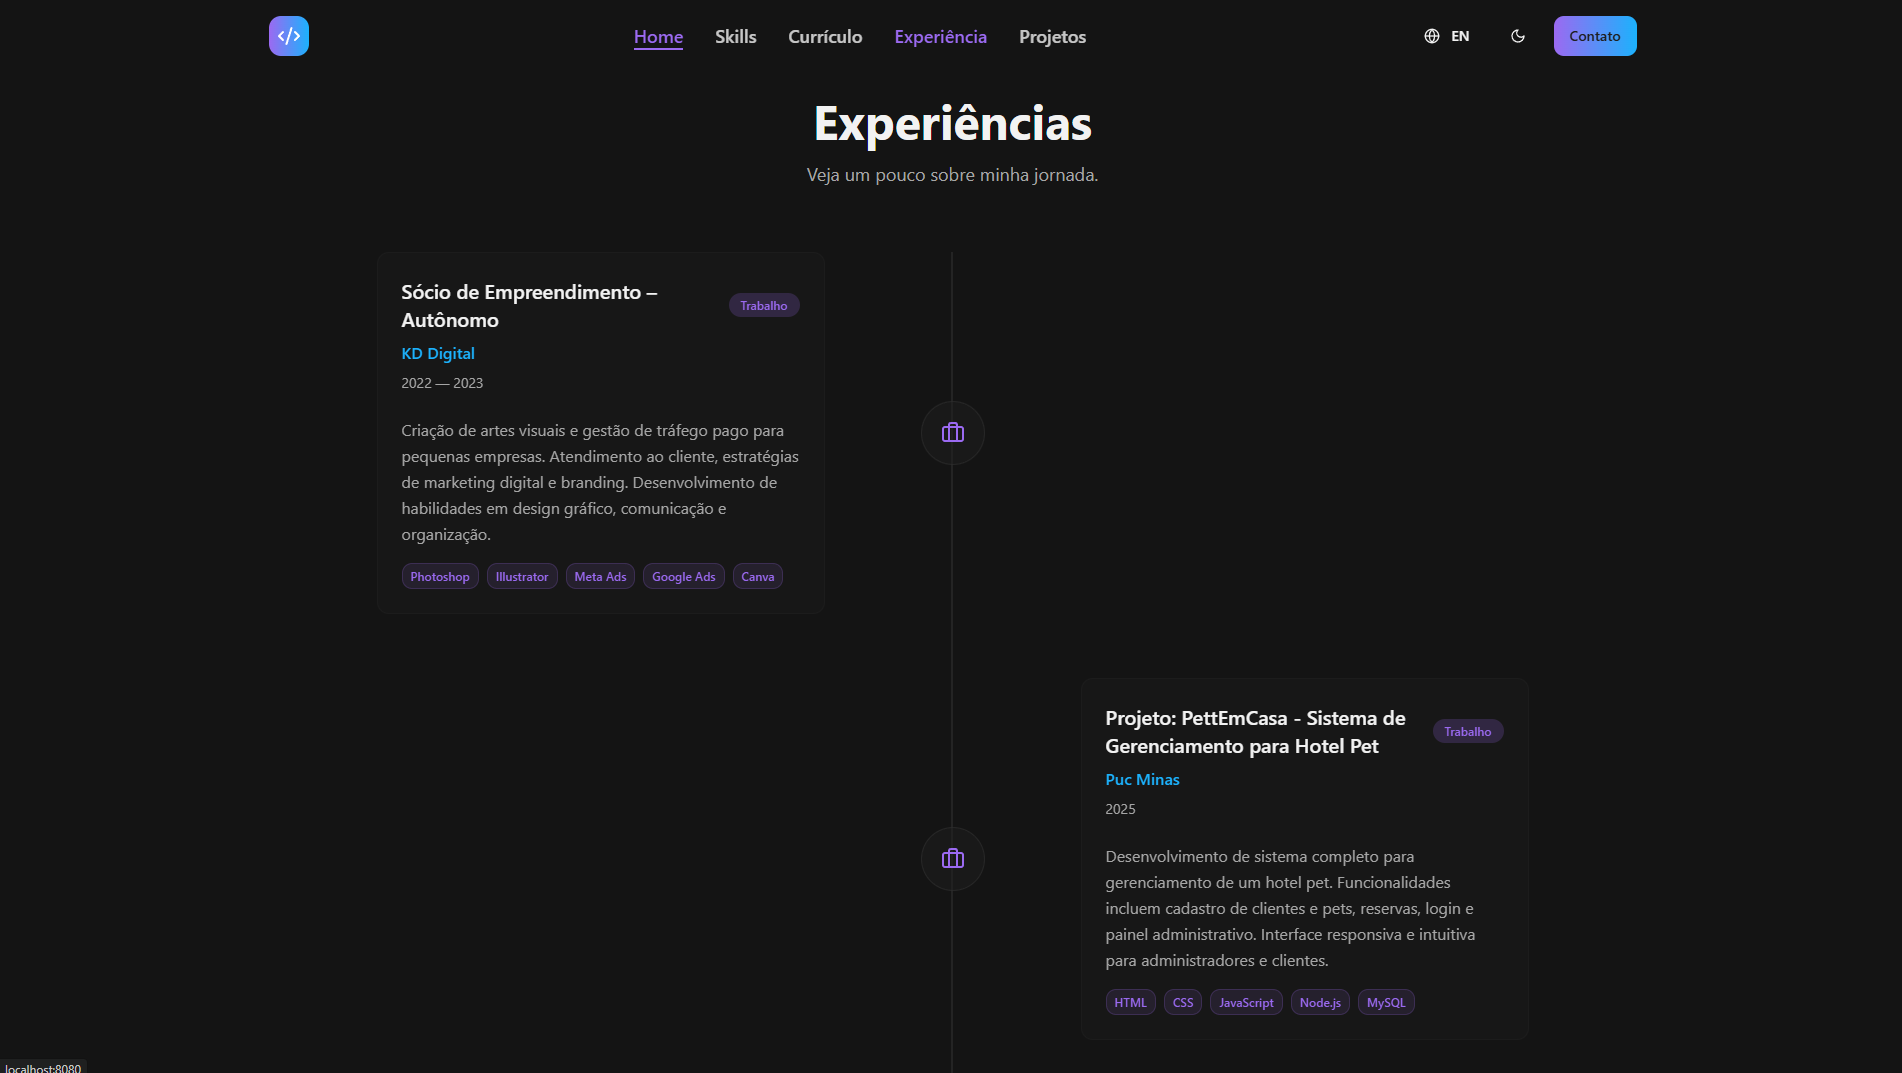 </>
Home
Skills
Currículo
Experiência
Projetos
EN
Contato
Experiências
Veja um pouco sobre minha jornada.
Sócio de Empreendimento –
Autônomo
Trabalho
KD Digital
2022 — 2023
Criação de artes visuais e gestão de tráfego pago para
pequenas empresas. Atendimento ao cliente, estratégias
de marketing digital e branding. Desenvolvimento de
habilidades em design gráfico, comunicação e
organização.
Photoshop
Illustrator
Meta Ads
Google Ads
Canva
Projeto: PettEmCasa - Sistema de
Gerenciamento para Hotel Pet
Trabalho
Puc Minas
2025
Desenvolvimento de sistema completo para
gerenciamento de um hotel pet. Funcionalidades
incluem cadastro de clientes e pets, reservas, login e
painel administrativo. Interface responsiva e intuitiva
para administradores e clientes.
HTML
CSS
JavaScript
Node.js
MySQL
localhost:8080